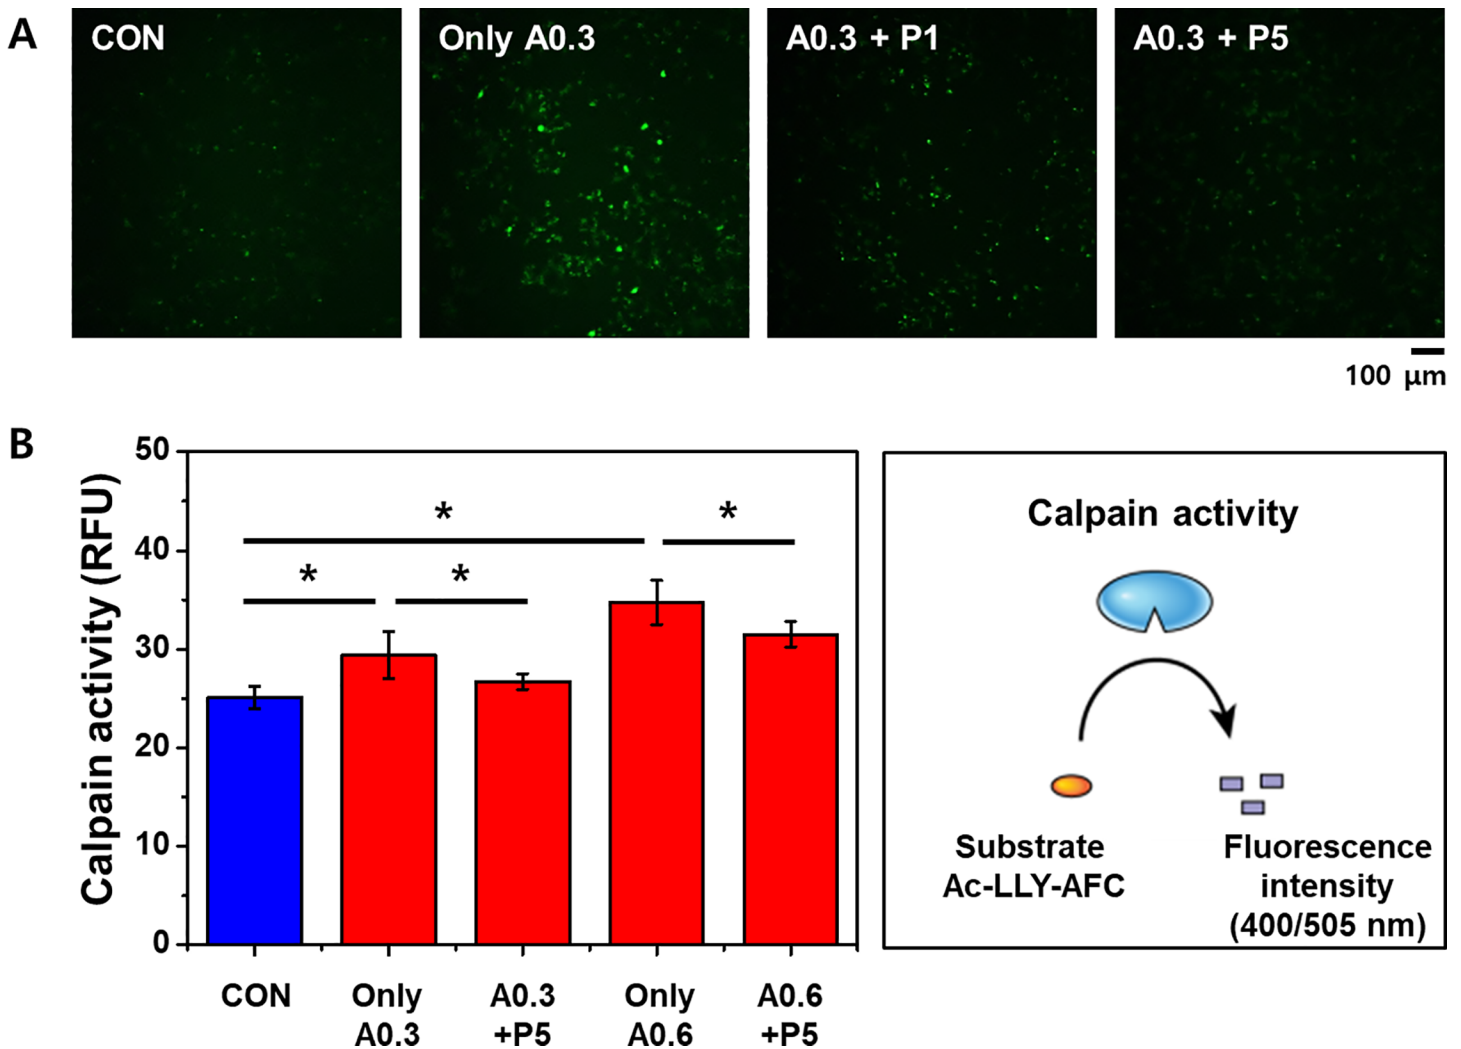 A
CON
Only A0.3
A0.3 + P1
A0.3 + P5
100 μm
B
Calpain activity (RFU)
50
40
30
20
10
0
*
*
*
*
CON
Only
A0.3
A0.3
+P5
Only
A0.6
A0.6
+P5
Calpain activity
Substrate
Ac-LLY-AFC
Fluorescence
intensity
(400/505 nm)